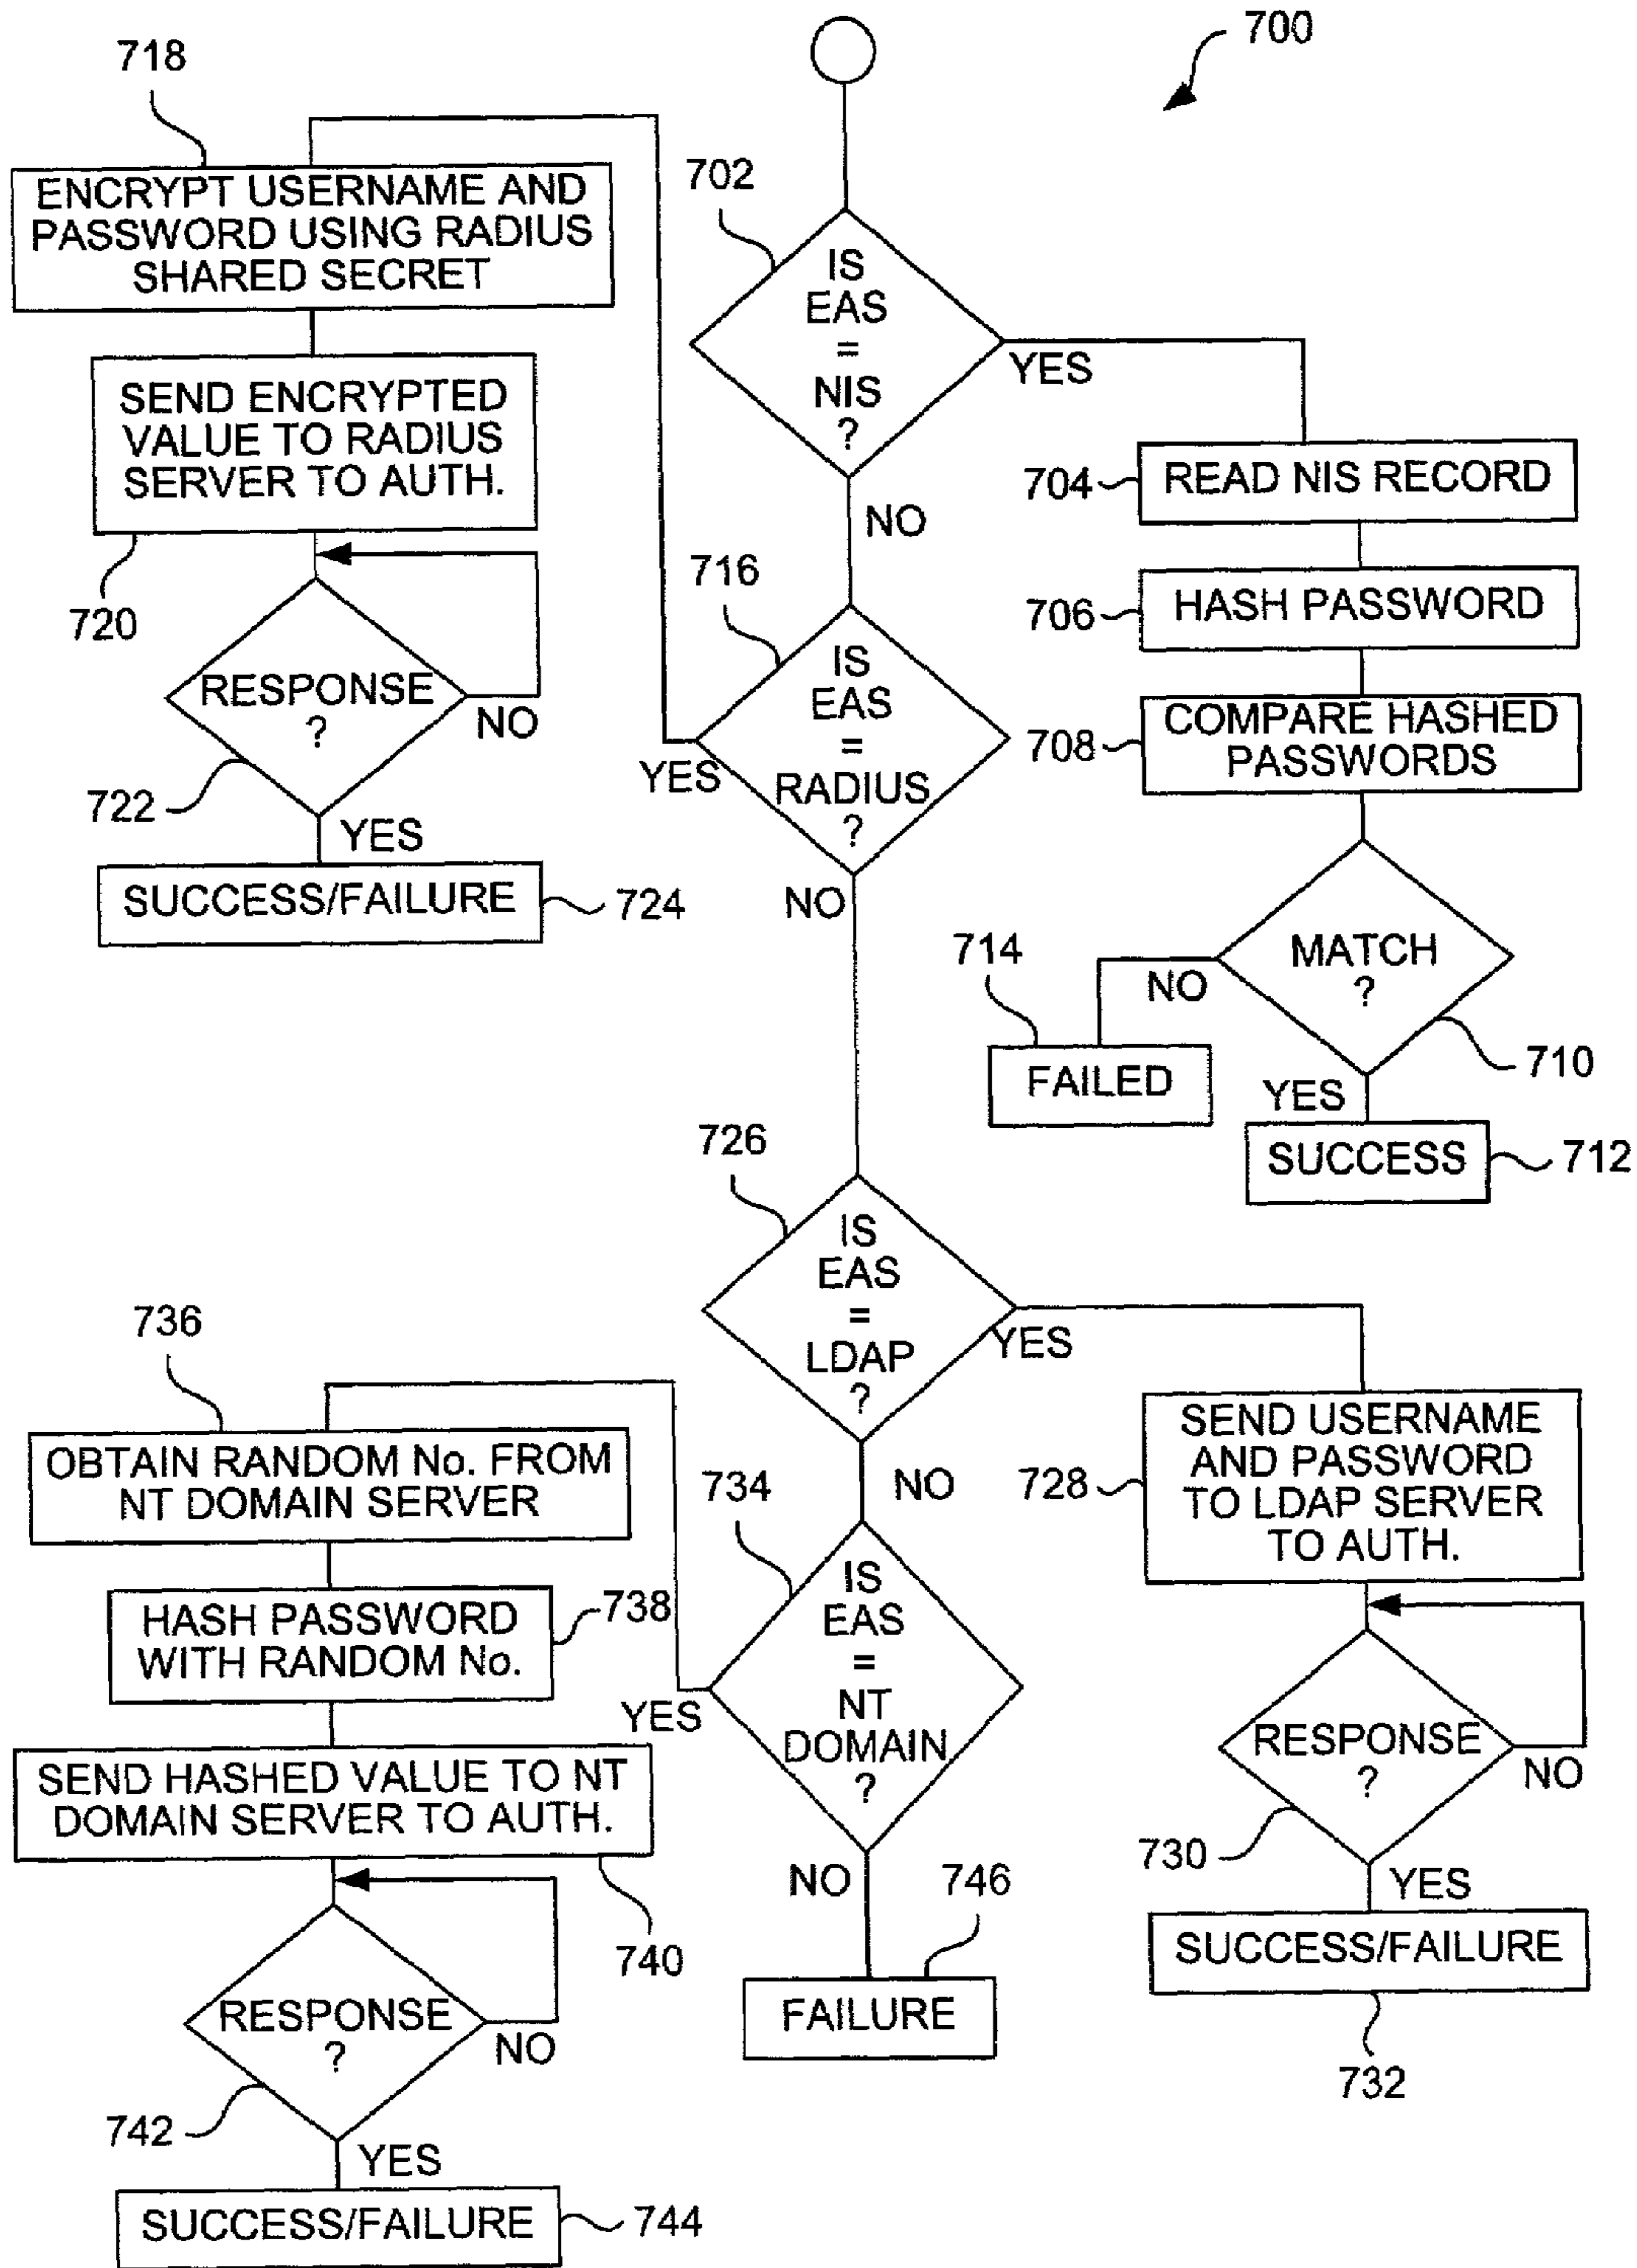 700
718
ENCRYPT USERNAME AND
PASSWORD USING RADIUS
SHARED SECRET
SEND ENCRYPTED
VALUE TO RADIUS
SERVER TO AUTH.
720
RESPONSE
?
NO
722
YES
SUCCESS/FAILURE
724
702
IS
EAS
=
NIS
?
YES
NO
704
READ NIS RECORD
706
HASH PASSWORD
708
COMPARE HASHED
PASSWORDS
MATCH
?
710
NO
714
FAILED
YES
SUCCESS
712
716
IS
EAS
=
RADIUS
?
YES
NO
726
IS
EAS
=
LDAP
?
YES
NO
728
SEND USERNAME
AND PASSWORD
TO LDAP SERVER
TO AUTH.
RESPONSE
?
NO
730
YES
SUCCESS/FAILURE
732
734
IS
EAS
=
NT
DOMAIN
?
YES
NO
746
FAILURE
736
OBTAIN RANDOM No. FROM
NT DOMAIN SERVER
HASH PASSWORD
WITH RANDOM No.
738
SEND HASHED VALUE TO NT
DOMAIN SERVER TO AUTH.
740
RESPONSE
?
NO
742
YES
SUCCESS/FAILURE
744